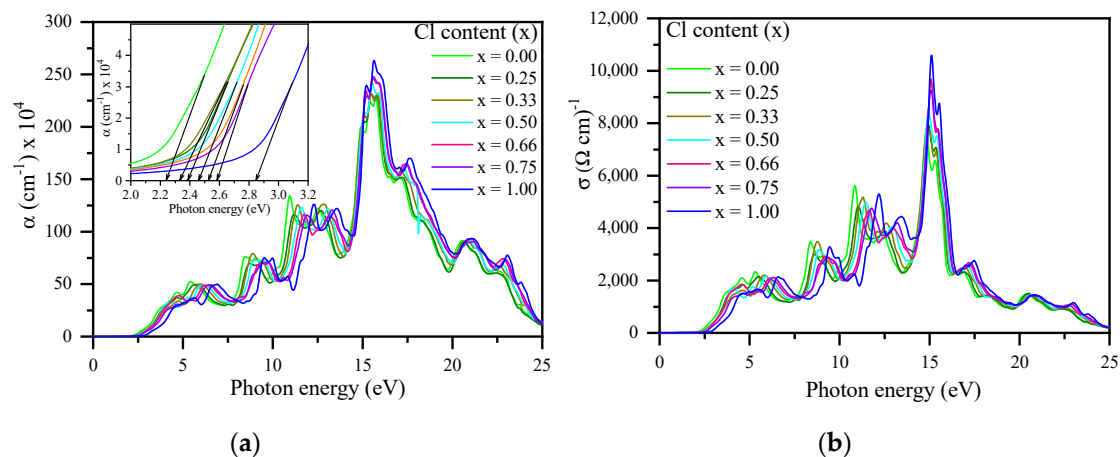 Cl content (x)
x = 0.00
x = 0.25
x = 0.33
x = 0.50
x = 0.66
x = 0.75
x = 1.00
α (cm⁻¹) x 10⁴
300
250
200
150
100
50
0
0
5
10
15
20
25
Photon energy (eV)
α (cm⁻¹) x 10⁴
4
3
2
1
0
2.0
2.2
2.4
2.6
2.8
3.0
3.2
Photon energy (eV)
(a)
Cl content (x)
x = 0.00
x = 0.25
x = 0.33
x = 0.50
x = 0.66
x = 0.75
x = 1.00
σ (Ω cm)⁻¹
12,000
10,000
8,000
6,000
4,000
2,000
0
0
5
10
15
20
25
Photon energy (eV)
(b)